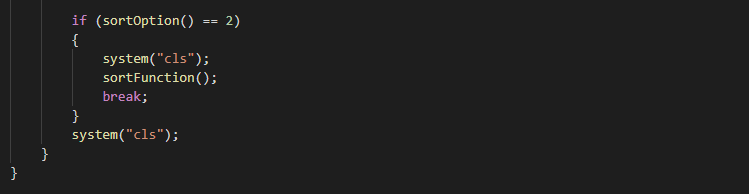 if (sortOption() == 2)
{
system("cls");
sortFunction();
break;
}
system("cls");
}
}